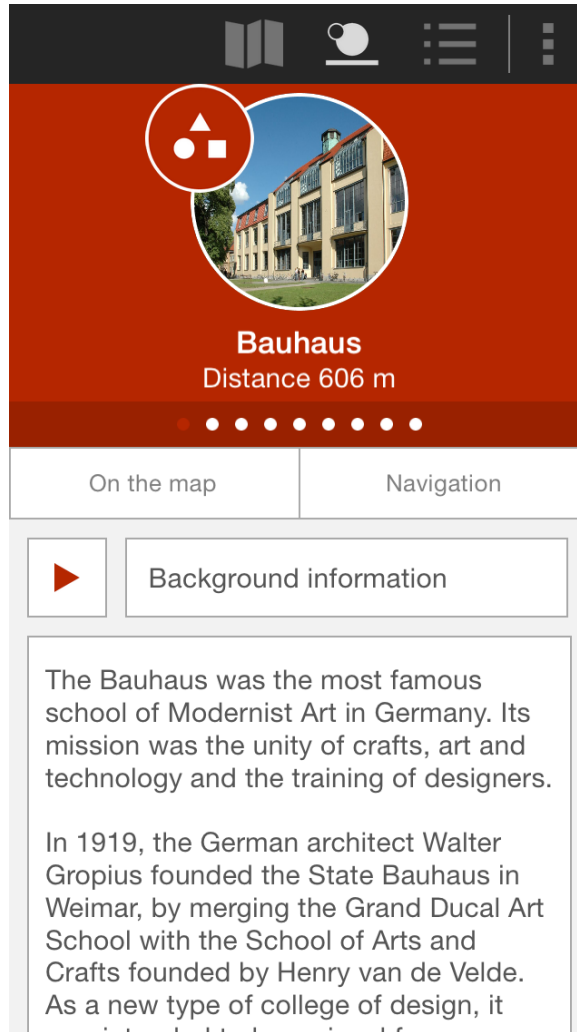 Bauhaus
Distance 606 m
On the map
Navigation
Background information
The Bauhaus was the most famous
school of Modernist Art in Germany. Its
mission was the unity of crafts, art and
technology and the training of designers.
In 1919, the German architect Walter
Gropius founded the State Bauhaus in
Weimar, by merging the Grand Ducal Art
School with the School of Arts and
Crafts founded by Henry van de Velde.
As a new type of college of design, it